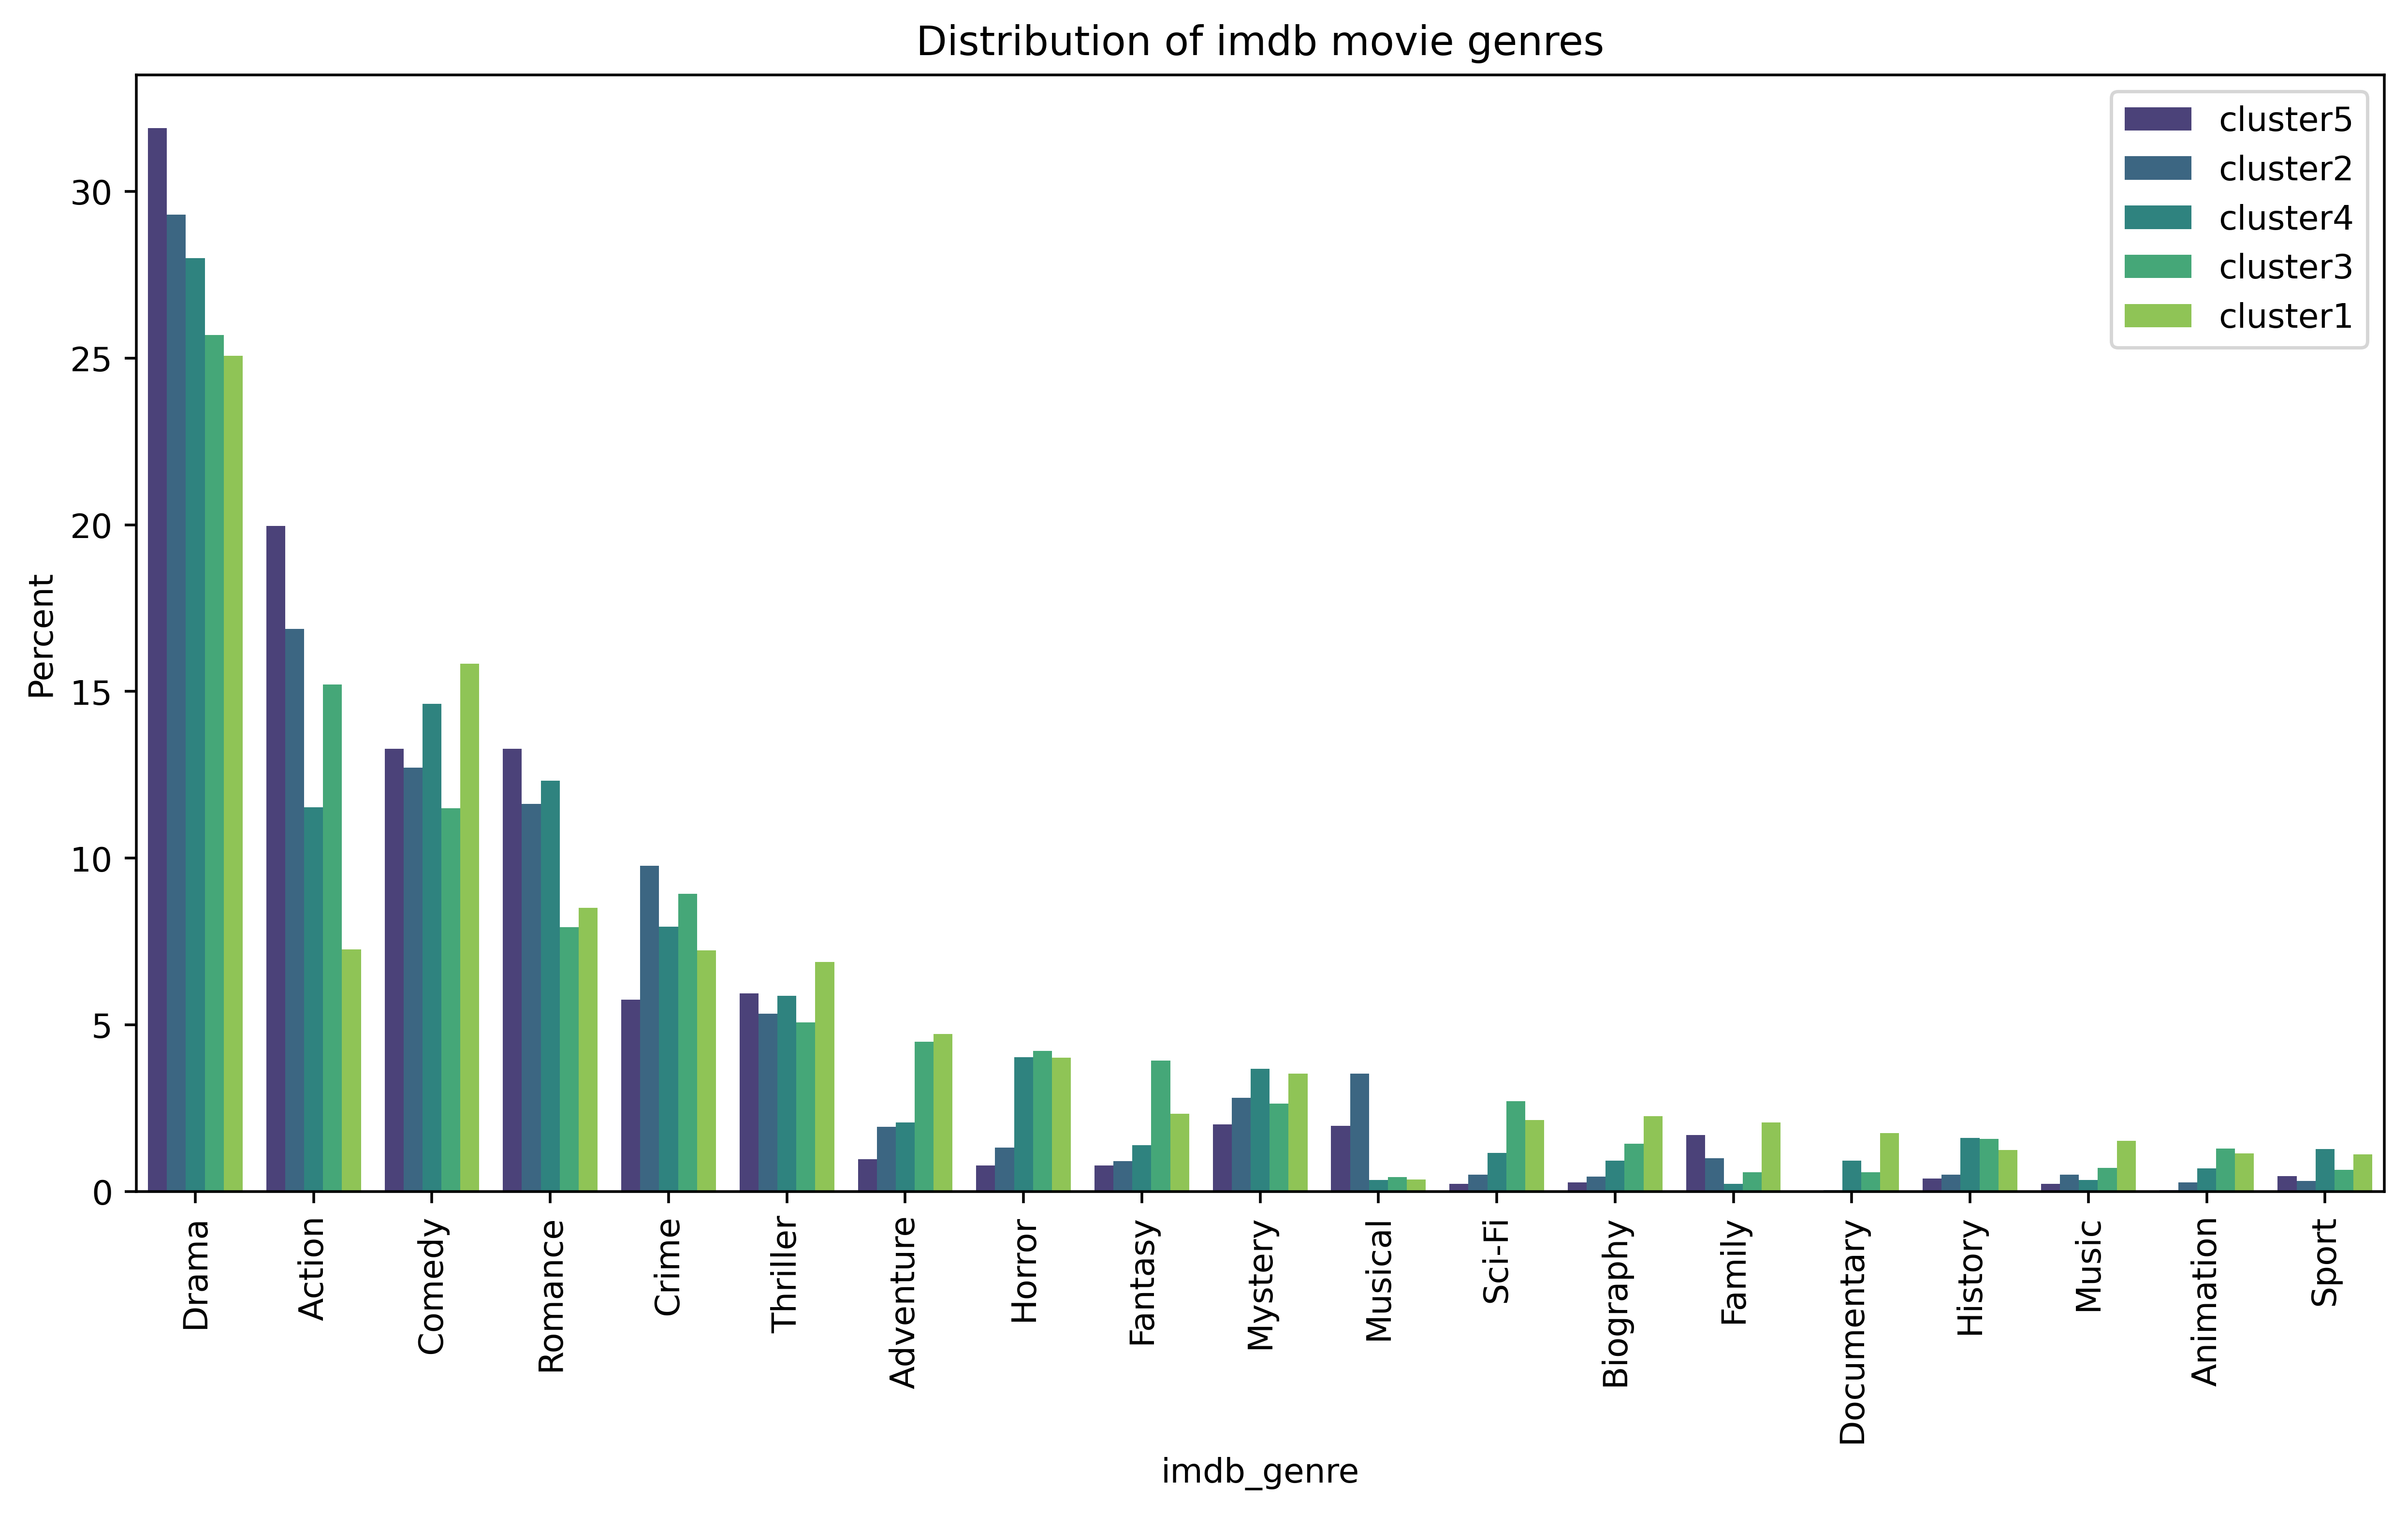 Distribution of imdb movie genres
cluster5
cluster2
cluster4
cluster3
cluster1
Percent
30
25
20
15
10
5
0
Drama
Action
Comedy
Romance
Crime
Thriller
Adventure
Horror
Fantasy
Mystery
Musical
Sci-Fi
Biography
Family
Documentary
History
Music
Animation
Sport
imdb_genre